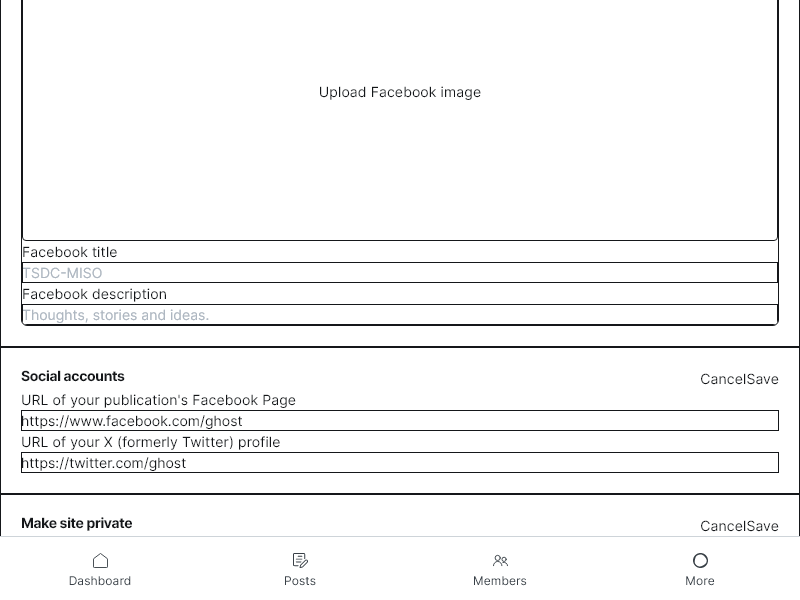 Upload Facebook image
Facebook title
TSDC-MISO
Facebook description
Thoughts, stories and ideas.
Social accounts
CancelSave
URL of your publication's Facebook Page
https://www.facebook.com/ghost
URL of your X (formerly Twitter) profile
https://twitter.com/ghost
Make site private
CancelSave
Dashboard
Posts
Members
More